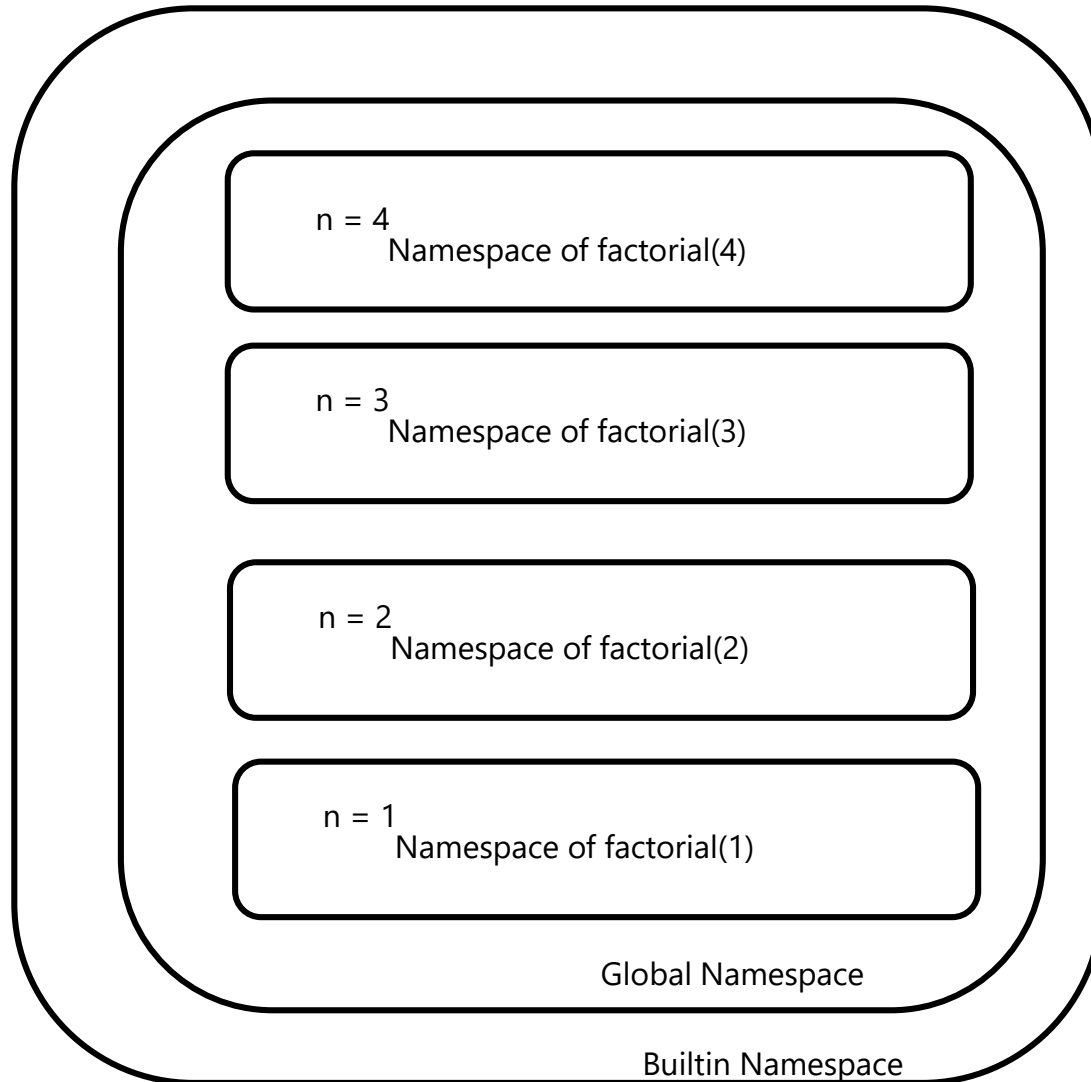 n = 4
Namespace of factorial(4)
n = 3
Namespace of factorial(3)
n = 2
Namespace of factorial(2)
n = 1
Namespace of factorial(1)
Global Namespace
Builtin Namespace